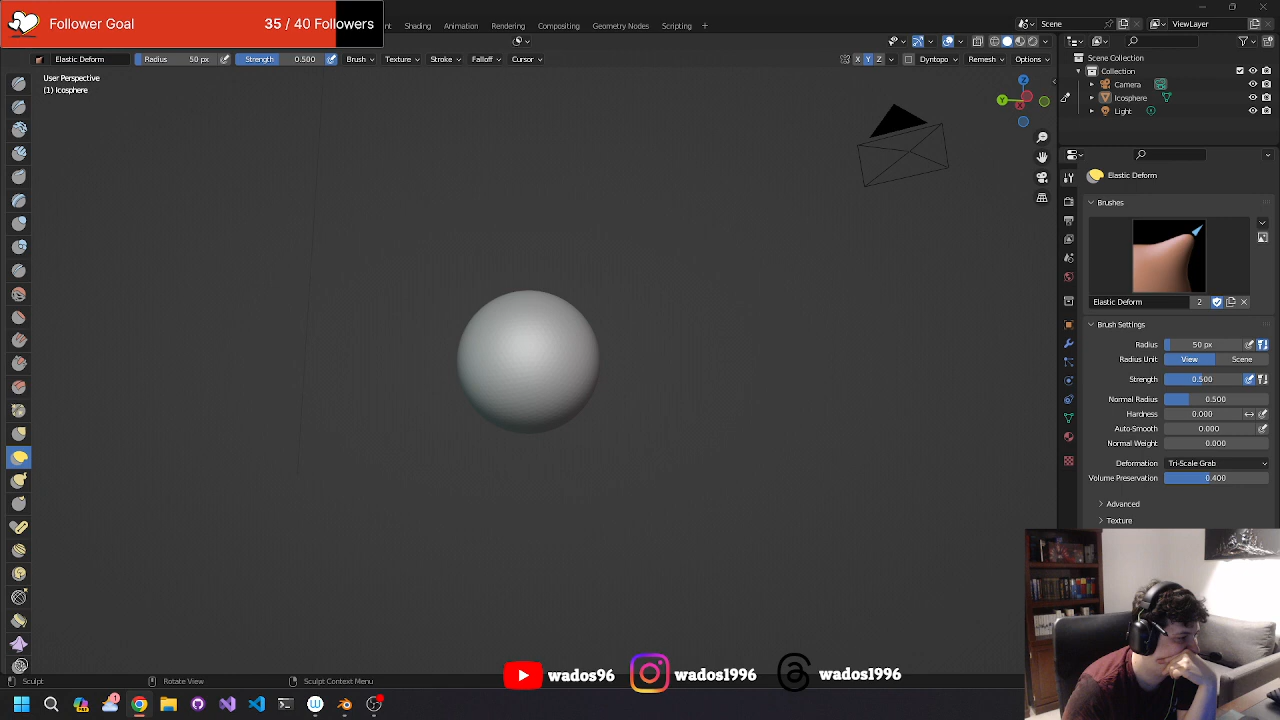 Follower Goal 35 / 40 Followers
Shading Animation Rendering Compositing Geometry Nodes Scripting +
Scene ViewLayer
Elastic Deform Radius 50 px Strength 0.500 Brush Texture Stroke Falloff Cursor
X Y Z Dyntopo Remesh Options
User Perspective
(1) Icosphere
Scene Collection
Collection
Camera
Icosphere
Light
Z
Y
X
Elastic Deform
Brushes
Elastic Deform 2
Brush Settings
Radius 50 px
Radius Unit View Scene
Strength 0.500
Normal Radius 0.500
Hardness 0.000
Auto-Smooth 0.000
Normal Weight 0.000
Deformation Tri-Scale Grab
Volume Preservation 0.400
Advanced
Texture
Sculpt Rotate View Sculpt Context Menu
wados96 wados1996 wados1996
1